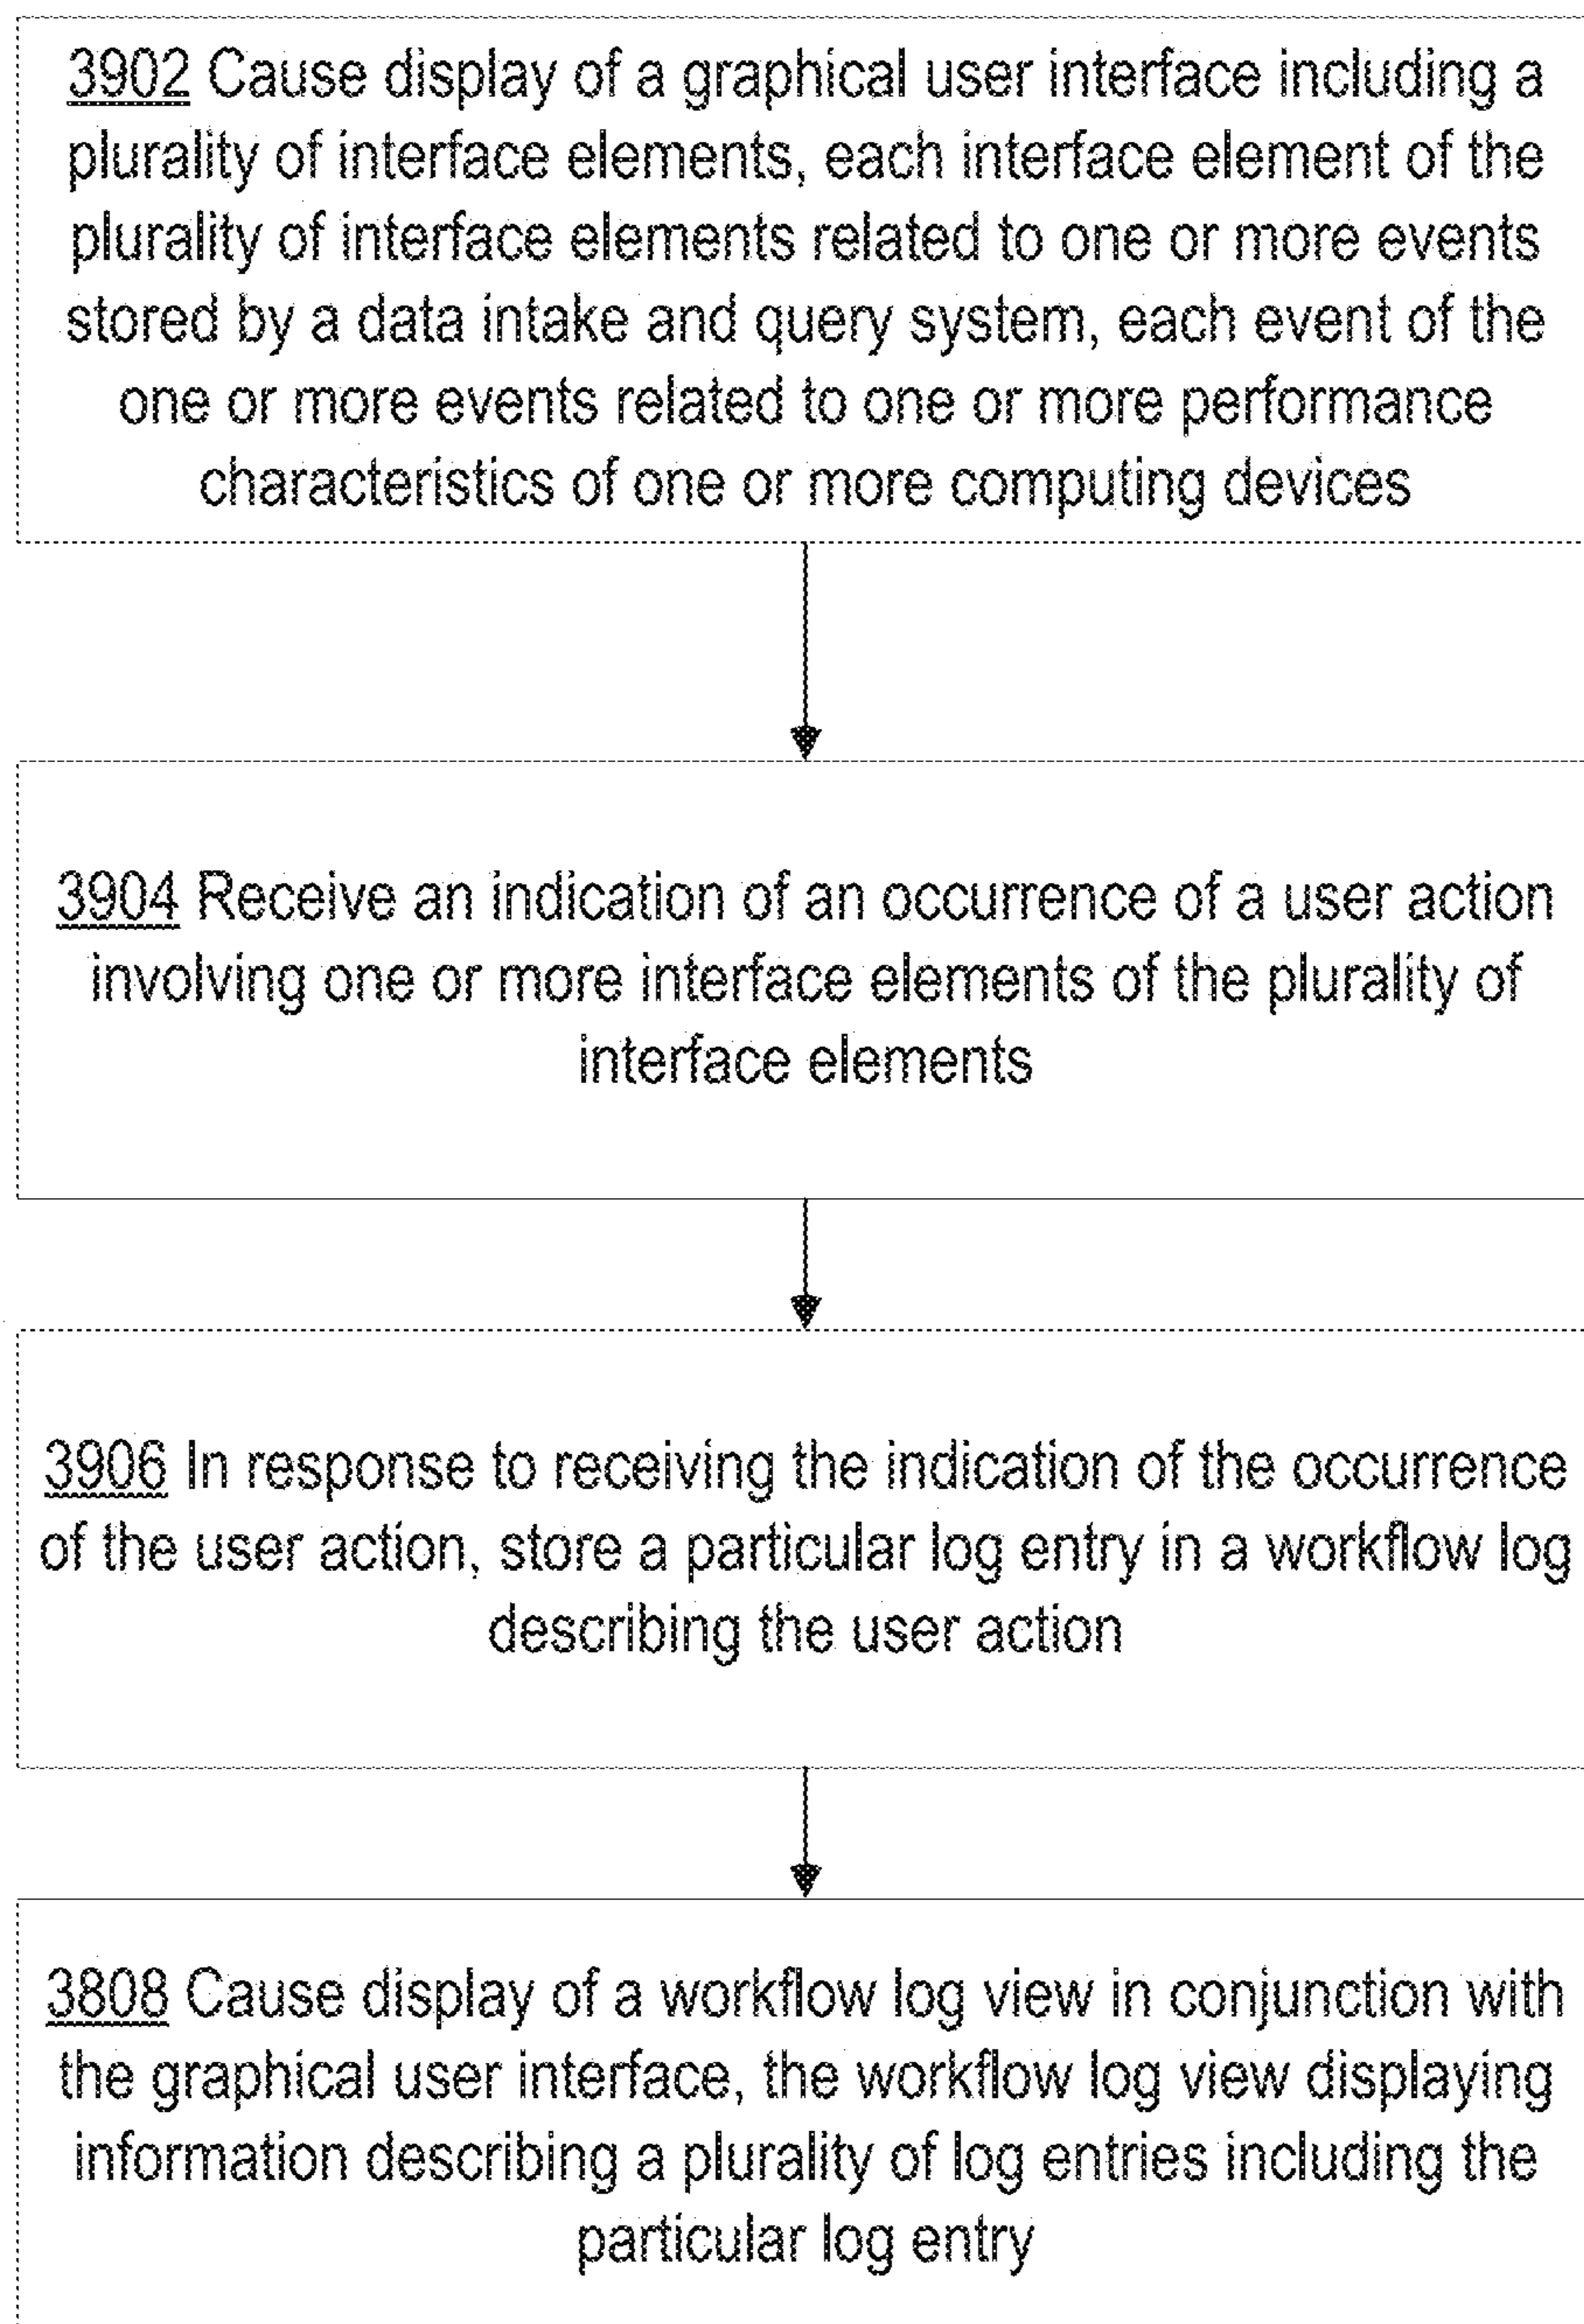 3902 Cause display of a graphical user interface including a
plurality of interface elements, each interface element of the
plurality of interface elements related to one or more events
stored by a data intake and query system, each event of the
one or more events related to one or more performance
characteristics of one or more computing devices
3904 Receive an indication of an occurrence of a user action
involving one or more interface elements of the plurality of
interface elements
3906 In response to receiving the indication of the occurrence
of the user action, store a particular log entry in a workflow log
describing the user action
3808 Cause display of a workflow log view in conjunction with
the graphical user interface, the workflow log view displaying
information describing a plurality of log entries including the
particular log entry